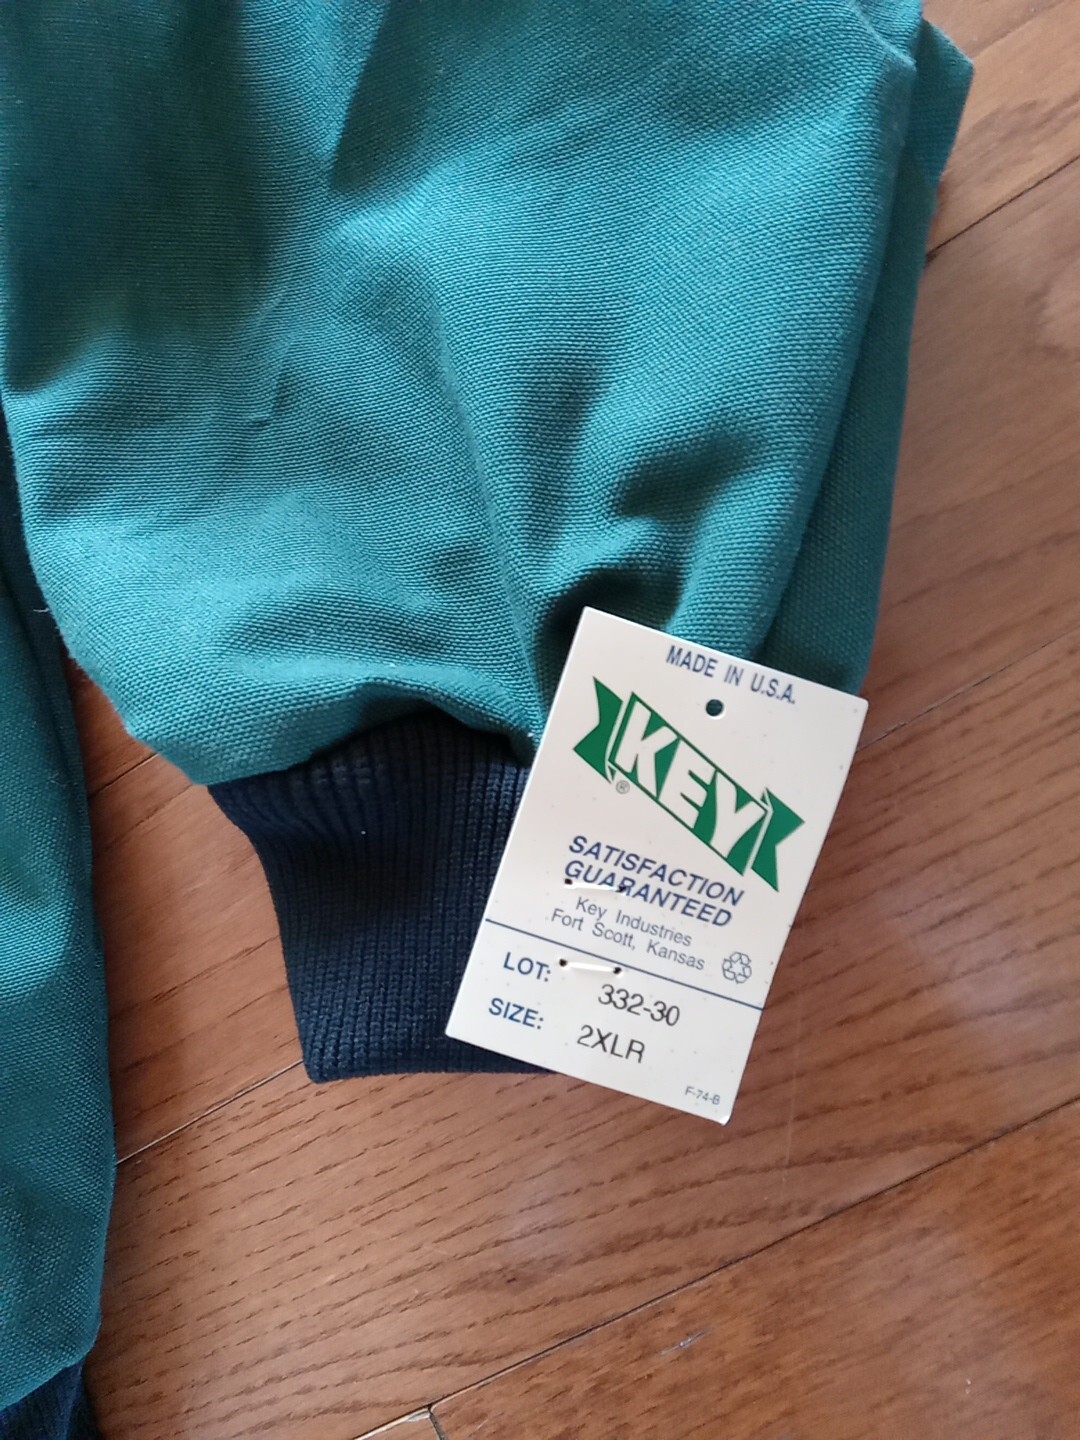 MADE IN U.S.A.
KEY
®
SATISFACTION
GUARANTEED
Key Industries
Fort Scott, Kansas
LOT: 332-30
SIZE: 2XLR
F-74-B